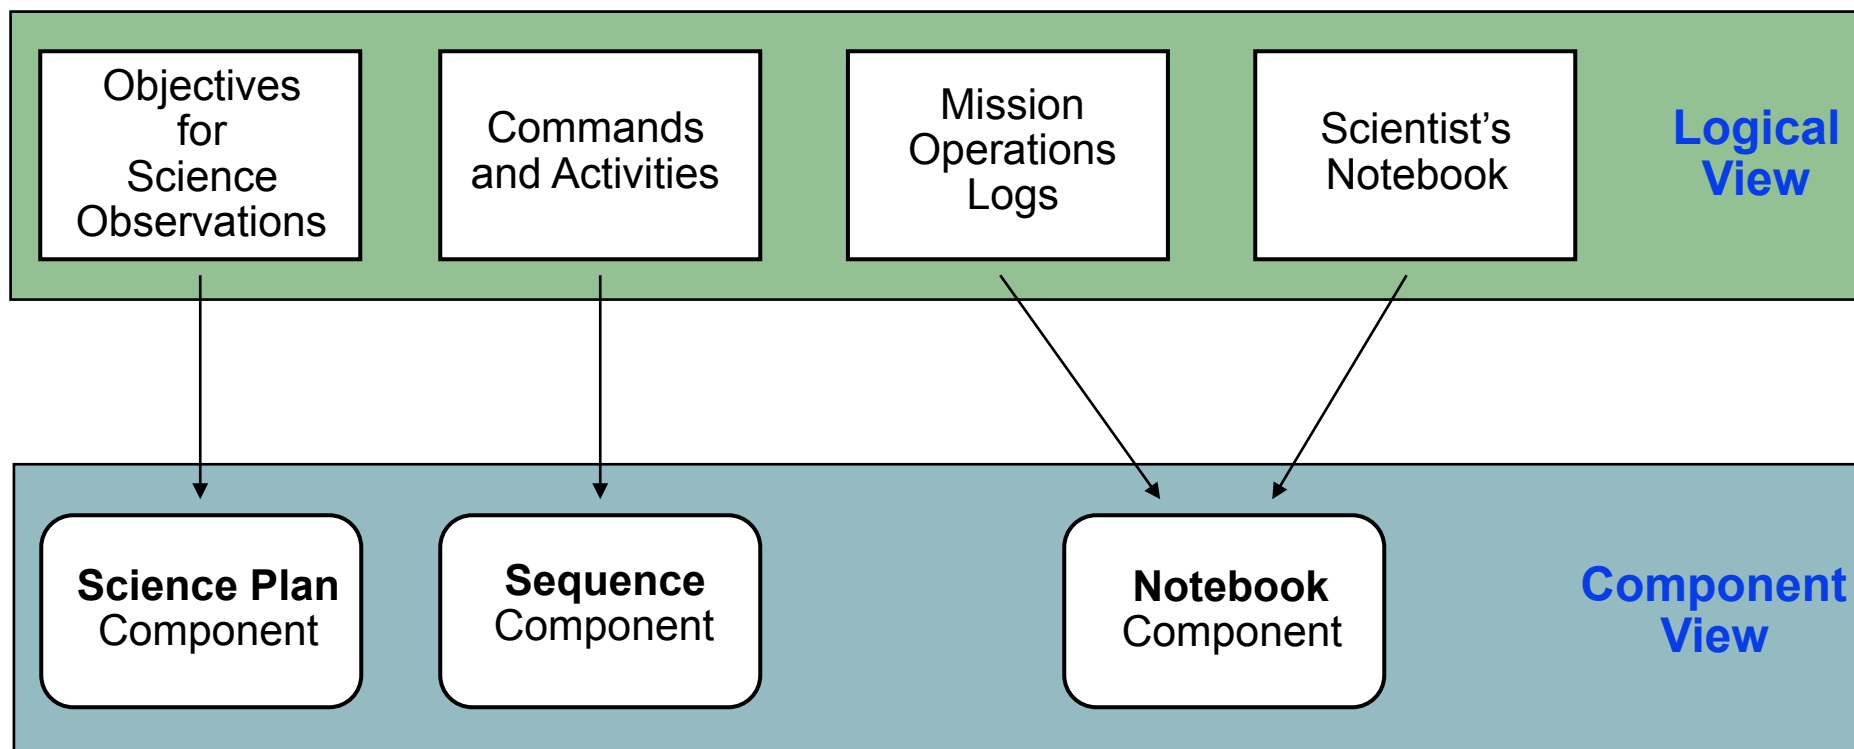 Objectives
for
Science
Observations
Commands
and Activities
Mission
Operations
Logs
Scientist’s
Notebook
Logical
View
Science Plan
Component
Sequence
Component
Notebook
Component
Component
View